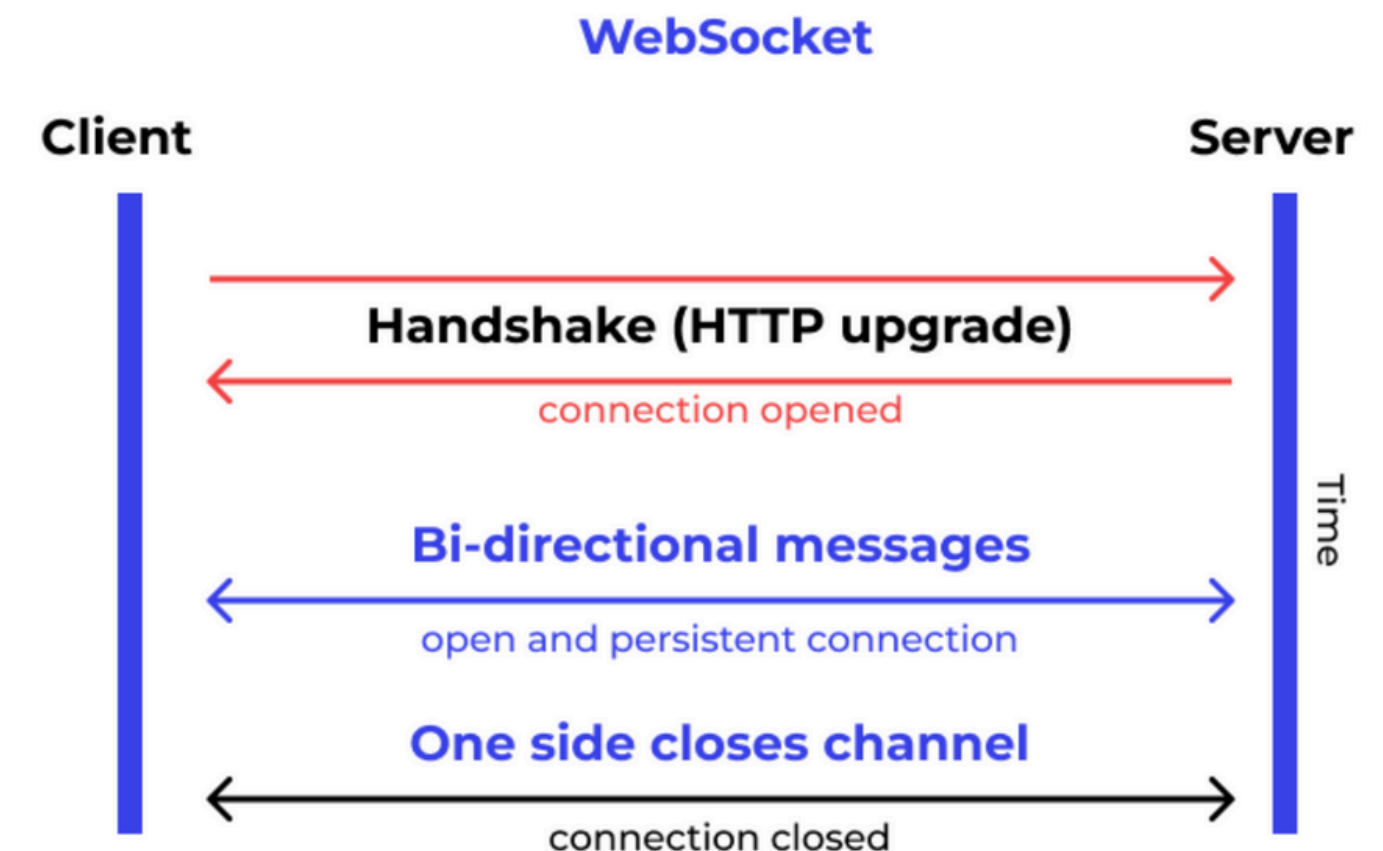 WebSocket
Client
Server
Handshake (HTTP upgrade)
connection opened
Time
Bi-directional messages
open and persistent connection
One side closes channel
connection closed